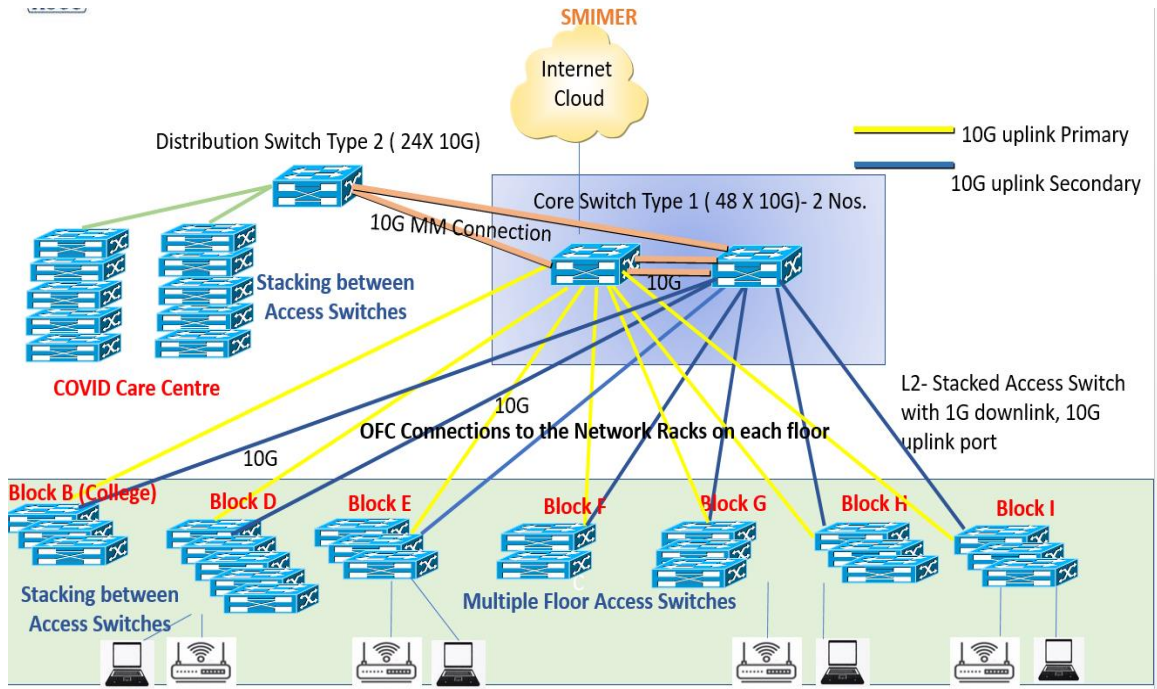 SMIMER
Internet
Cloud
10G uplink Primary
10G uplink Secondary
Distribution Switch Type 2 ( 24X 10G)
Core Switch Type 1 ( 48 X 10G)- 2 Nos.
10G MM Connection
10G
Stacking between
Access Switches
COVID Care Centre
L2- Stacked Access Switch
with 1G downlink, 10G
uplink port
10G
OFC Connections to the Network Racks on each floor
10G
Block B (College)
Block D
Block E
Block F
Block G
Block H
Block I
C
Stacking between
Access Switches
Multiple Floor Access Switches